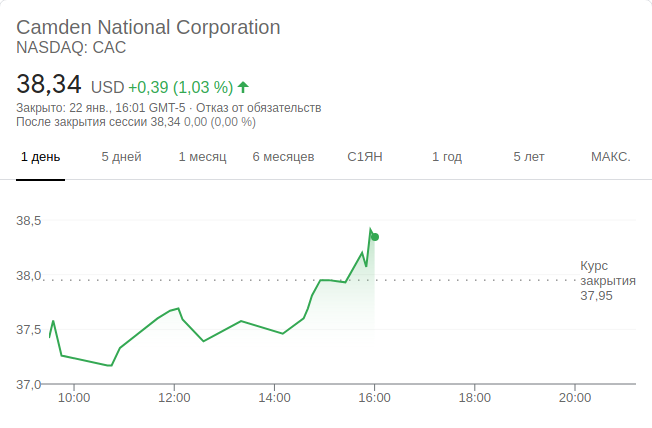 Camden National Corporation
NASDAQ: CAC
38,34 USD +0,39 (1,03 %)
Закрыто: 22 янв., 16:01 GMT-5 · Отказ от обязательств
После закрытия сессии 38,34 0,00 (0,00 %)
1 день 5 дней 1 месяц 6 месяцев С1ЯН 1 год 5 лет МАКС.
38,5
38,0
37,5
37,0
Курс
закрытия
37,95
10:00 12:00 14:00 16:00 18:00 20:00